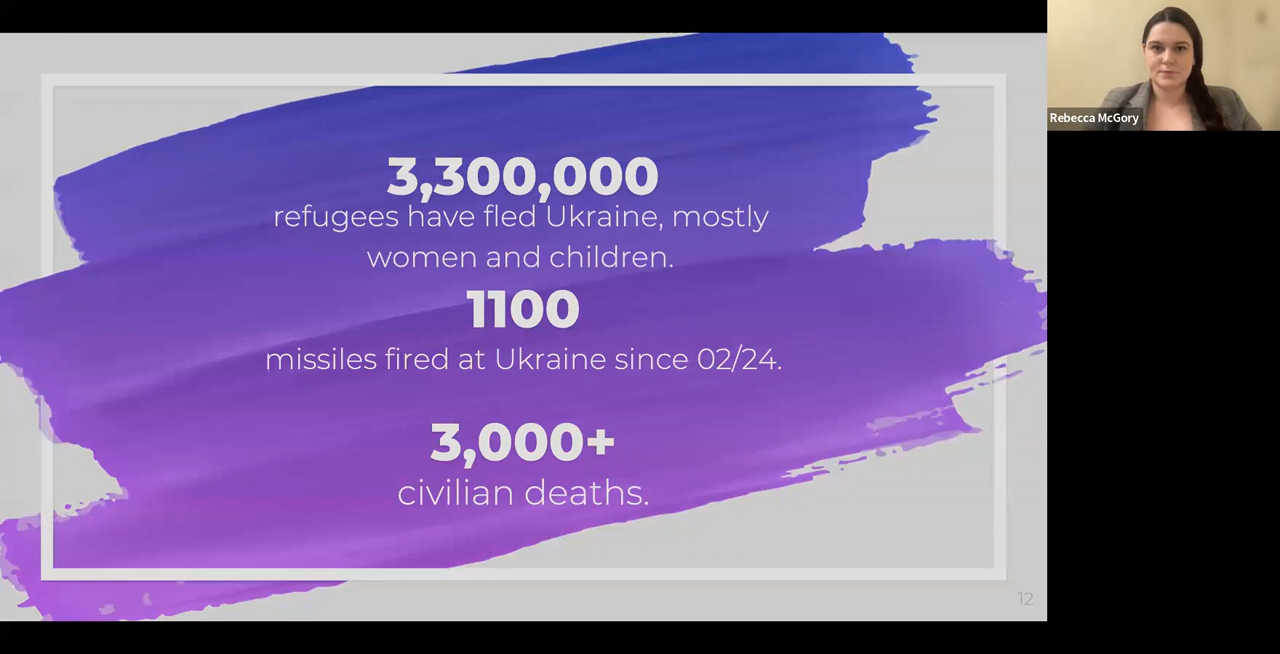 3,300,000
refugees have fled Ukraine, mostly
women and children.
1100
missiles fired at Ukraine since 02/24.
3,000+
civilian deaths.
12
Rebecca McGory